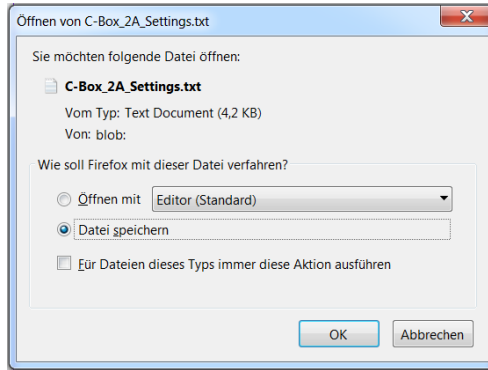 Öffnen von C-Box_2A_Settings.txt
Sie möchten folgende Datei öffnen:
C-Box_2A_Settings.txt
Vom Typ: Text Document (4,2 KB)
Von: blob:
Wie soll Firefox mit dieser Datei verfahren?
Öffnen mit Editor (Standard)
Datei speichern
Für Dateien dieses Typs immer diese Aktion ausführen
OK Abbrechen